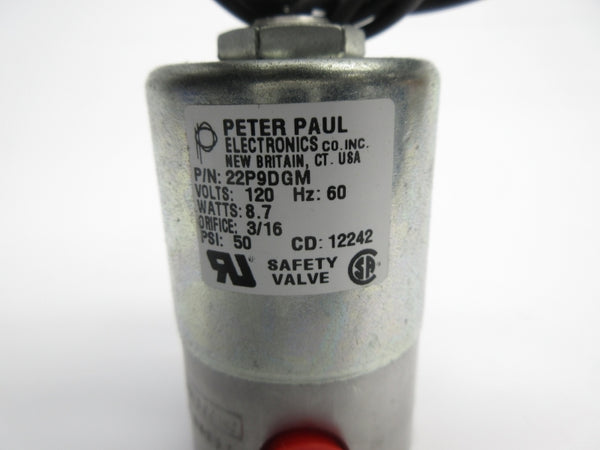 PETER PAUL
ELECTRONICS CO. INC.
NEW BRITAIN, CT. USA
P/N: 22P9DGM
VOLTS: 120 Hz: 60
WATTS: 8.7
ORIFICE: 3/16
PSI: 50 CD: 12242
SAFETY
VALVE